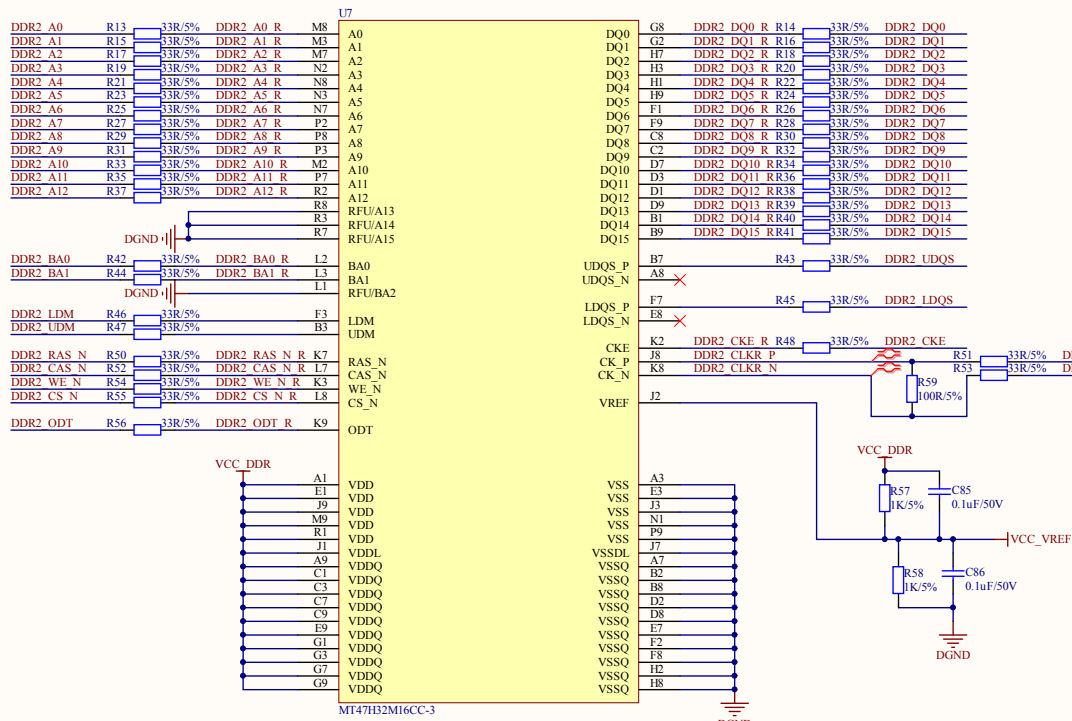 U7
DDR2_A0 R13 33R/5% DDR2_A0_R M8 A0 DQ0 G8 DDR2_DQ0_R R14 33R/5% DDR2_DQ0
DDR2_A1 R15 33R/5% DDR2_A1_R M3 A1 DQ1 G2 DDR2_DQ1_R R16 33R/5% DDR2_DQ1
DDR2_A2 R17 33R/5% DDR2_A2_R M7 A2 DQ2 H7 DDR2_DQ2_R R18 33R/5% DDR2_DQ2
DDR2_A3 R19 33R/5% DDR2_A3_R N2 A3 DQ3 H3 DDR2_DQ3_R R20 33R/5% DDR2_DQ3
DDR2_A4 R21 33R/5% DDR2_A4_R N8 A4 DQ4 H1 DDR2_DQ4_R R22 33R/5% DDR2_DQ4
DDR2_A5 R23 33R/5% DDR2_A5_R N3 A5 DQ5 H9 DDR2_DQ5_R R24 33R/5% DDR2_DQ5
DDR2_A6 R25 33R/5% DDR2_A6_R N7 A6 DQ6 F1 DDR2_DQ6_R R26 33R/5% DDR2_DQ6
DDR2_A7 R27 33R/5% DDR2_A7_R P2 A7 DQ7 F9 DDR2_DQ7_R R28 33R/5% DDR2_DQ7
DDR2_A8 R29 33R/5% DDR2_A8_R P8 A8 DQ8 C8 DDR2_DQ8_R R30 33R/5% DDR2_DQ8
DDR2_A9 R31 33R/5% DDR2_A9_R P3 A9 DQ9 C2 DDR2_DQ9_R R32 33R/5% DDR2_DQ9
DDR2_A10 R33 33R/5% DDR2_A10_R M2 A10 DQ10 D7 DDR2_DQ10_R R34 33R/5% DDR2_DQ10
DDR2_A11 R35 33R/5% DDR2_A11_R P7 A11 DQ11 D3 DDR2_DQ11_R R36 33R/5% DDR2_DQ11
DDR2_A12 R37 33R/5% DDR2_A12_R R2 A12 DQ12 D1 DDR2_DQ12_R R38 33R/5% DDR2_DQ12
R8 RFU/A13 DQ13 D9 DDR2_DQ13_R R39 33R/5% DDR2_DQ13
R3 RFU/A14 DQ14 B1 DDR2_DQ14_R R40 33R/5% DDR2_DQ14
DGND R7 RFU/A15 DQ15 B9 DDR2_DQ15_R R41 33R/5% DDR2_DQ15
DDR2_BA0 R42 33R/5% DDR2_BA0_R L2 BA0 UDQS_P B7 R43 33R/5% DDR2_UDQS
DDR2_BA1 R44 33R/5% DDR2_BA1_R L3 BA1 UDQS_N A8
DGND L1 RFU/BA2
LDQS_P F7 R45 33R/5% DDR2_LDQS
DDR2_LDM R46 33R/5% F3 LDM LDQS_N E8
DDR2_UDM R47 33R/5% B3 UDM
CKE K2 DDR2_CKE_R R48 33R/5% DDR2_CKE
DDR2_RAS_N R50 33R/5% DDR2_RAS_N_R K7 RAS_N CK_P J8 DDR2_CLKR_P R51 33R/5%
DDR2_CAS_N R52 33R/5% DDR2_CAS_N_R L7 CAS_N CK_N K8 DDR2_CLKR_N R53 33R/5%
DDR2_WE_N R54 33R/5% DDR2_WE_N_R K3 WE_N R59
100R/5%
DDR2_CS_N R55 33R/5% DDR2_CS_N_R L8 CS_N VREF J2
DDR2_ODT R56 33R/5% DDR2_ODT_R K9 ODT
VCC_DDR VCC_DDR
A1 VDD VSS A3
E1 VDD VSS E3 R57 C85
J9 VDD VSS J3 1K/5% 0.1uF/50V
M9 VDD VSS N1
R1 VDD VSS P9 VCC_VREF
J1 VDDL VSSDL J7
A9 VDDQ VSSQ A7
C1 VDDQ VSSQ B2 R58 C86
C3 VDDQ VSSQ B8 1K/5% 0.1uF/50V
C7 VDDQ VSSQ D2
C9 VDDQ VSSQ D8
E9 VDDQ VSSQ E7
G1 VDDQ VSSQ F2
G3 VDDQ VSSQ F8 DGND
G7 VDDQ VSSQ H2
G9 VDDQ VSSQ H8
MT47H32M16CC-3